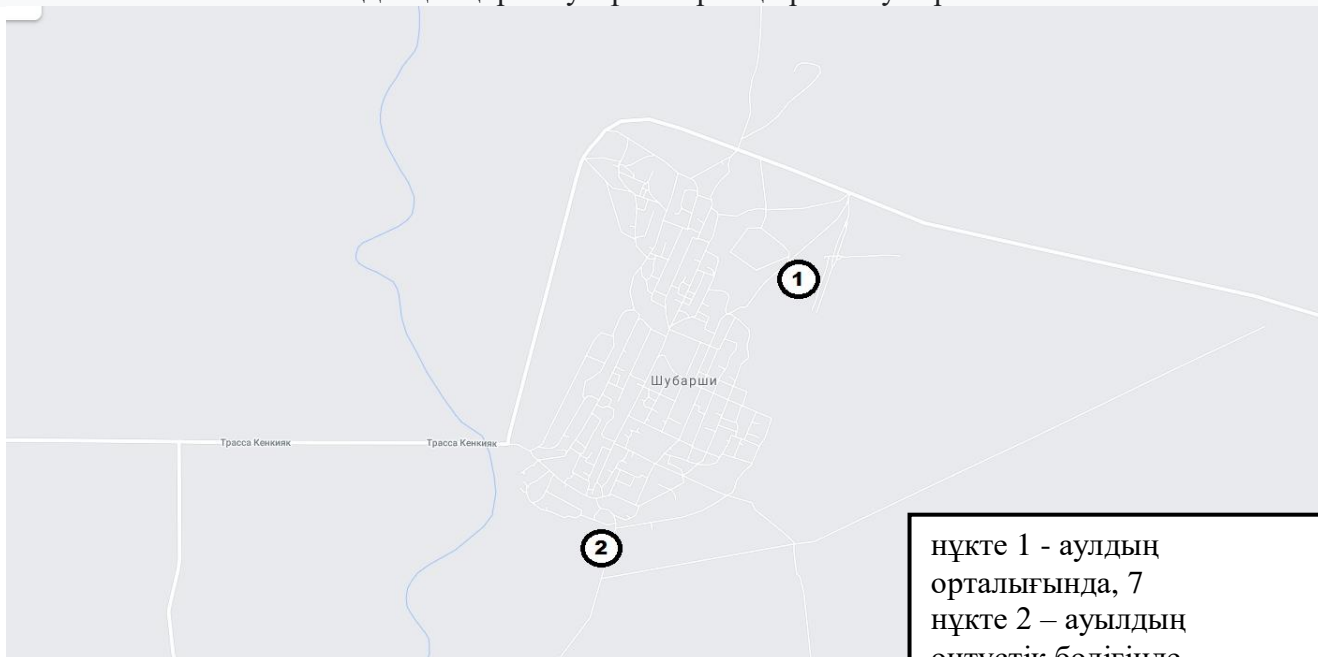 1
Шубарши
Трасса Кенкияк
Трасса Кенкияк
2
нүкте 1 - аулдың
орталығында, 7
нүкте 2 – ауылдың